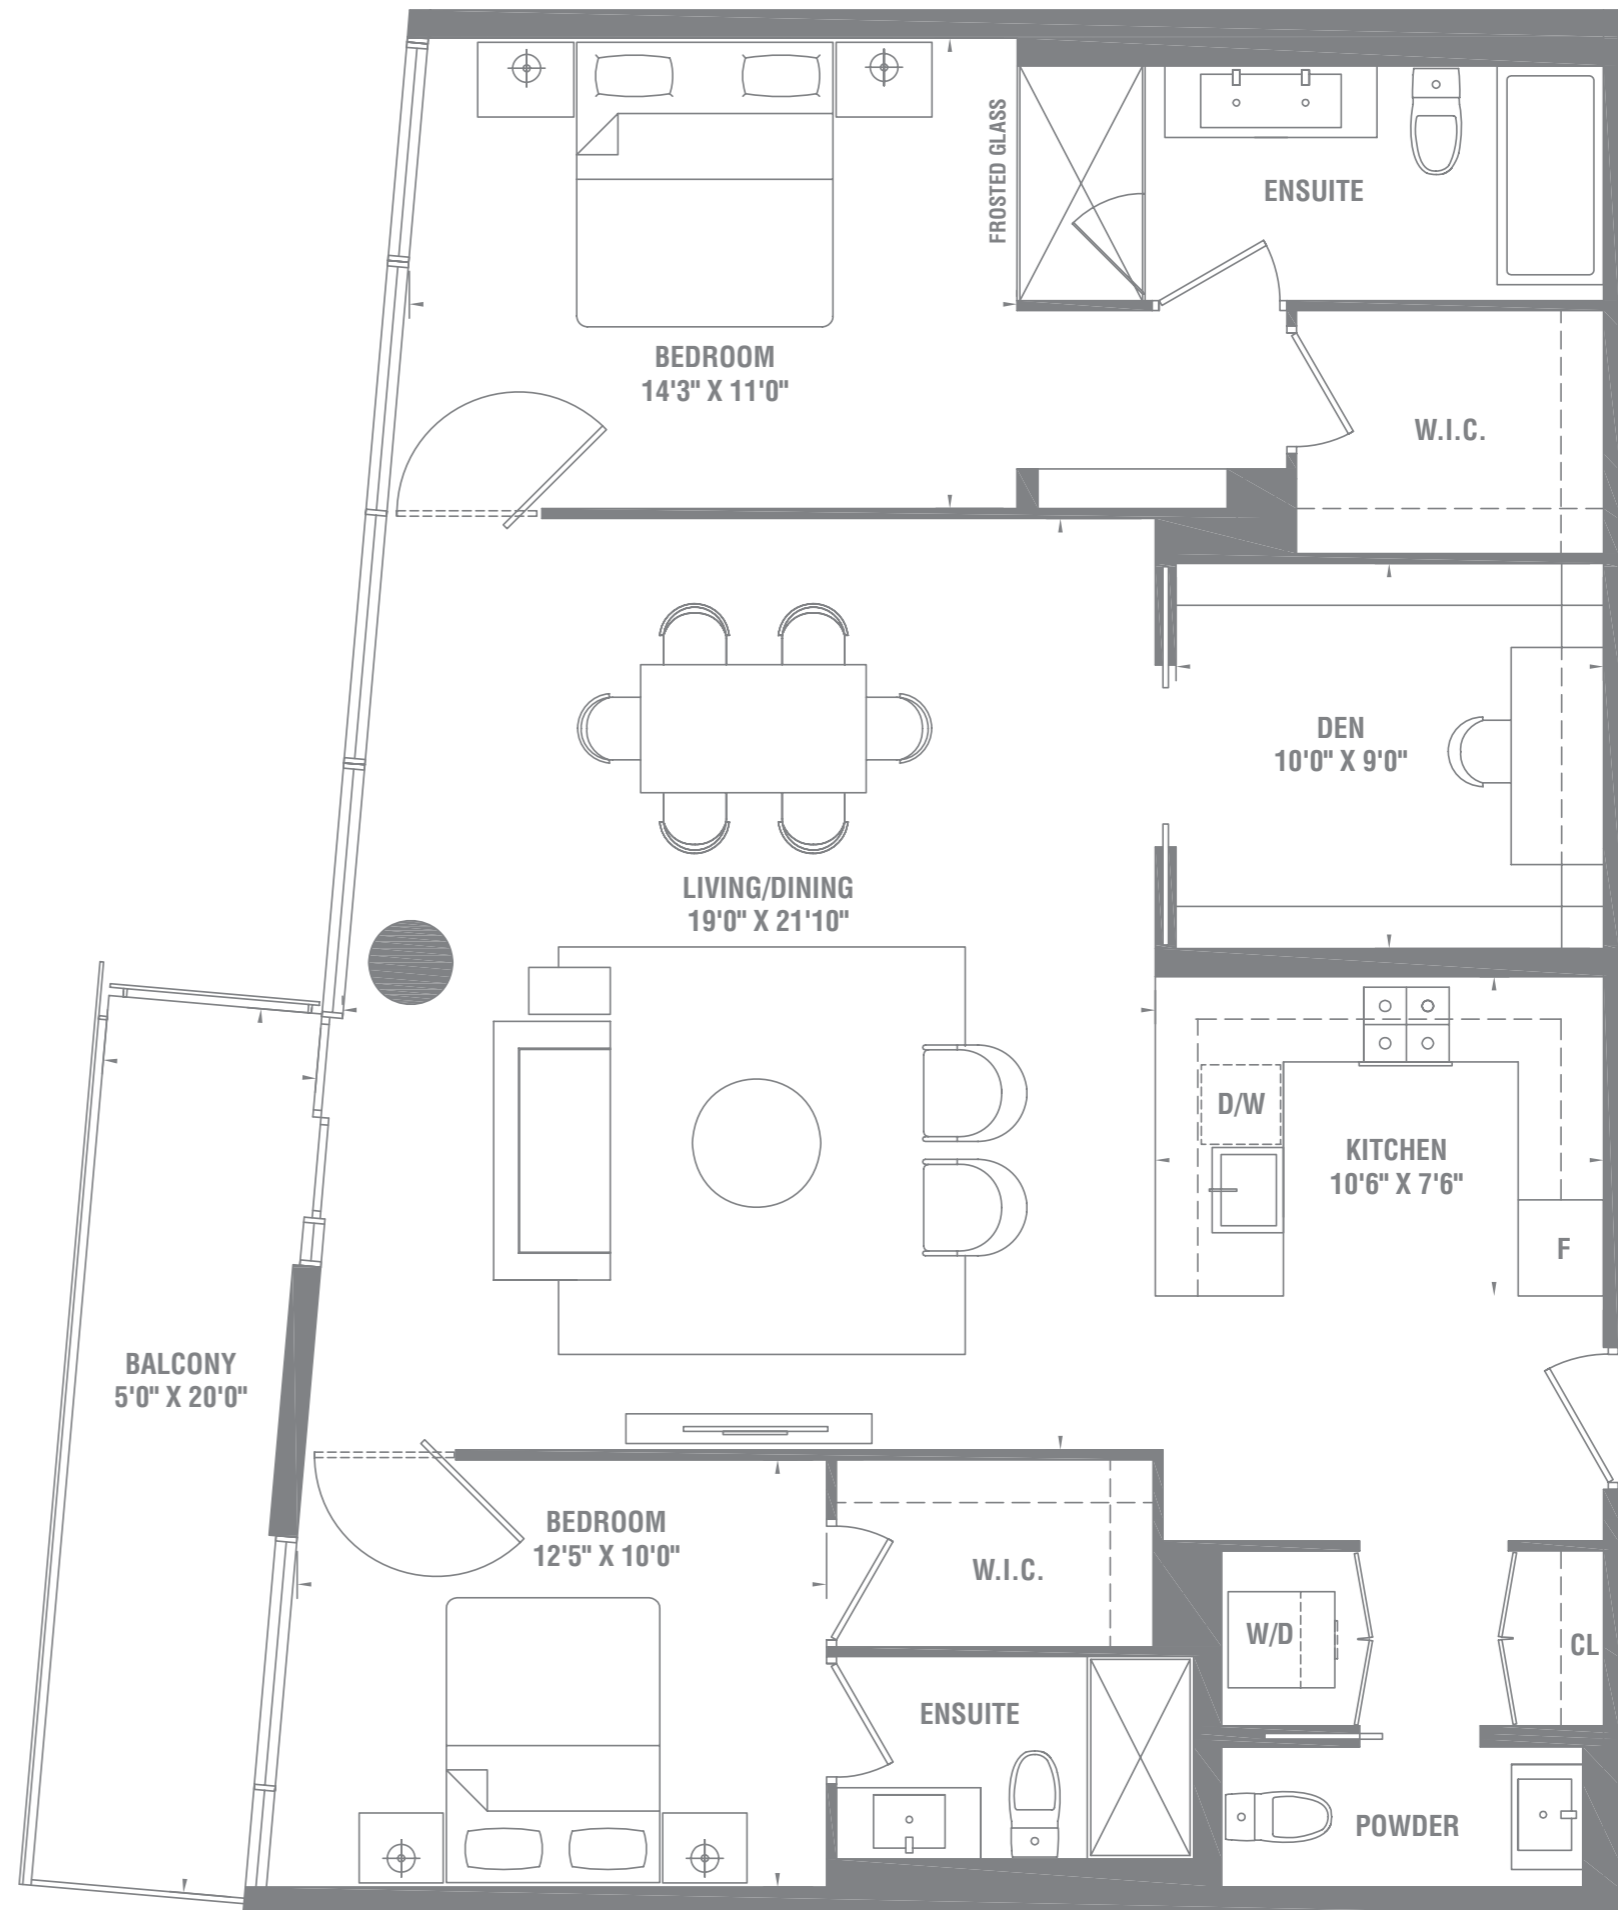 FROSTED GLASS
ENSUITE
BEDROOM
14'3" X 11'0"
W.I.C.
DEN
10'0" X 9'0"
LIVING/DINING
19'0" X 21'10"
D/W
KITCHEN
10'6" X 7'6"
F
BALCONY
5'0" X 20'0"
BEDROOM
12'5" X 10'0"
W.I.C.
W/D
CL
ENSUITE
POWDER